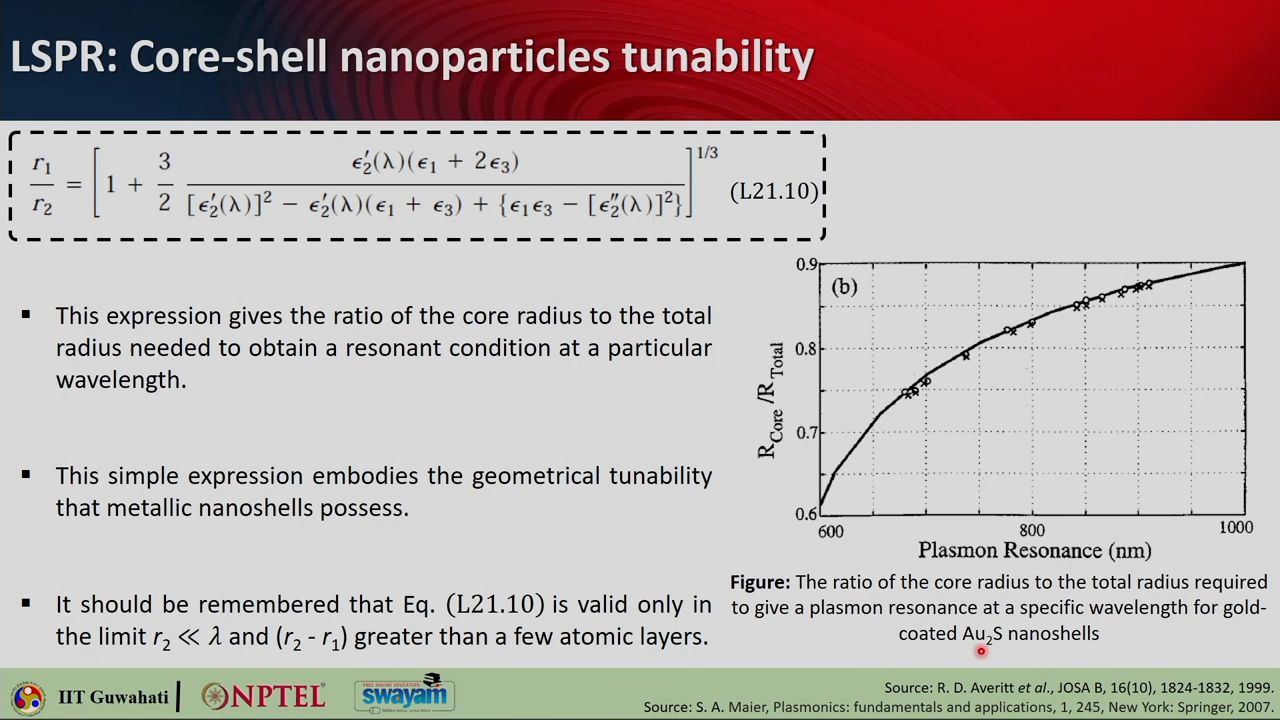 LSPR: Core-shell nanoparticles tunability
r₁/r₂ = [1 + 3/2 ϵ₂′(λ)(ϵ₁ + 2ϵ₃) / [ϵ₂′(λ)]² − ϵ₂′(λ)(ϵ₁ + ϵ₃) + {ϵ₁ϵ₃ − [ϵ₂″(λ)]²}]^1/3 (L21.10)
▪ This expression gives the ratio of the core radius to the total
radius needed to obtain a resonant condition at a particular
wavelength.
▪ This simple expression embodies the geometrical tunability
that metallic nanoshells possess.
▪ It should be remembered that Eq. (L21.10) is valid only in
the limit r₂ ≪ λ and (r₂ - r₁) greater than a few atomic layers.
(b)
R_Core/R_Total
0.9
0.8
0.7
0.6
600 800 1000
Plasmon Resonance (nm)
Figure: The ratio of the core radius to the total radius required
to give a plasmon resonance at a specific wavelength for gold-
coated Au₂S nanoshells
IIT Guwahati
NPTEL
FREE ONLINE EDUCATION
swayam
Source: R. D. Averitt et al., JOSA B, 16(10), 1824-1832, 1999.
Source: S. A. Maier, Plasmonics: fundamentals and applications, 1, 245, New York: Springer, 2007.